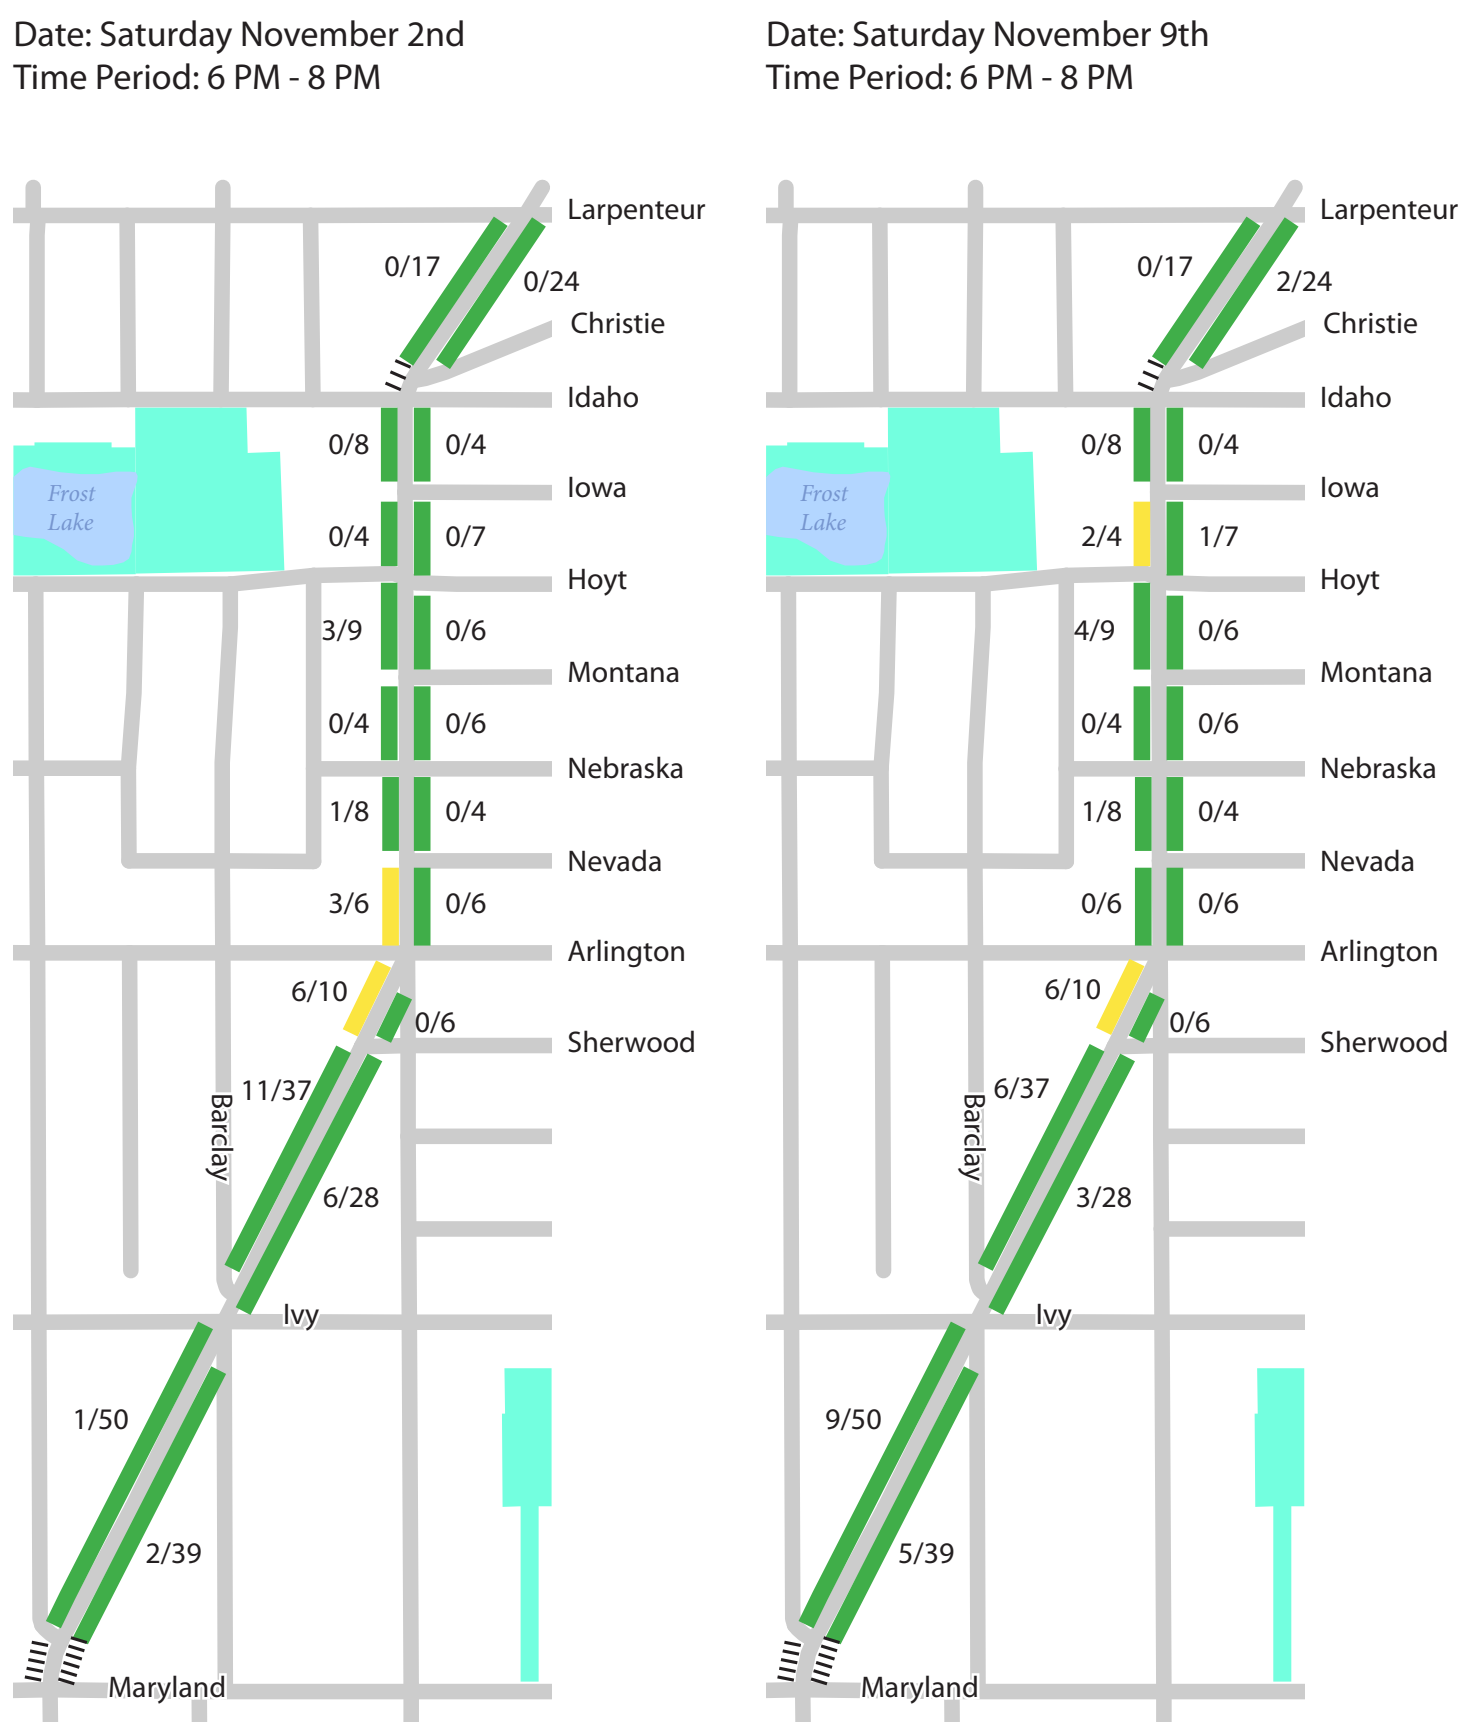 Date: Saturday November 2nd
Time Period: 6 PM - 8 PM
Larpenteur
0/17
0/24
Christie
Idaho
0/8
0/4
Iowa
Frost
Lake
0/4
0/7
Hoyt
3/9
0/6
Montana
0/4
0/6
Nebraska
1/8
0/4
Nevada
3/6
0/6
Arlington
6/10
0/6
Sherwood
11/37
Barclay
6/28
Ivy
1/50
2/39
Maryland
Date: Saturday November 9th
Time Period: 6 PM - 8 PM
Larpenteur
0/17
2/24
Christie
Idaho
0/8
0/4
Iowa
Frost
Lake
2/4
1/7
Hoyt
4/9
0/6
Montana
0/4
0/6
Nebraska
1/8
0/4
Nevada
0/6
0/6
Arlington
6/10
0/6
Sherwood
6/37
Barclay
3/28
Ivy
9/50
5/39
Maryland